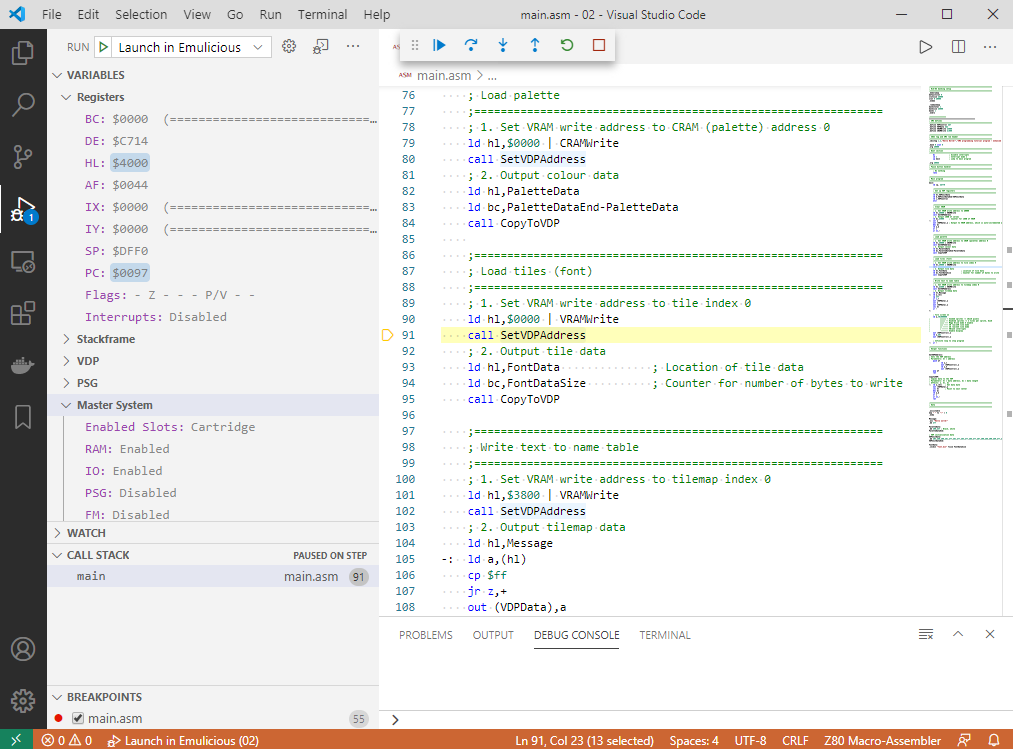 File Edit Selection View Go Run Terminal Help main.asm - 02 - Visual Studio Code
RUN Launch in Emulicious ···
VARIABLES
Registers
BC: $0000 (============================…
DE: $C714
HL: $4000
AF: $0044
IX: $0000 (============================…
IY: $0000 (============================…
SP: $DFF0
PC: $0097
Flags: - Z - - - P/V - -
Interrupts: Disabled
Stackframe
VDP
PSG
Master System
Enabled Slots: Cartridge
RAM: Enabled
IO: Enabled
PSG: Disabled
FM: Disabled
WATCH
CALL STACK PAUSED ON STEP
main main.asm 91
BREAKPOINTS
main.asm 55
1
ASM main.asm > ...
76 ; Load palette
77 ;==============================================================
78 ; 1. Set VRAM write address to CRAM (palette) address 0
79 ld hl,$0000 | CRAMWrite
80 call SetVDPAddress
81 ; 2. Output colour data
82 ld hl,PaletteData
83 ld bc,PaletteDataEnd-PaletteData
84 call CopyToVDP
85
86 ;==============================================================
87 ; Load tiles (font)
88 ;==============================================================
89 ; 1. Set VRAM write address to tile index 0
90 ld hl,$0000 | VRAMWrite
91 call SetVDPAddress
92 ; 2. Output tile data
93 ld hl,FontData ; Location of tile data
94 ld bc,FontDataSize ; Counter for number of bytes to write
95 call CopyToVDP
96
97 ;==============================================================
98 ; Write text to name table
99 ;==============================================================
100 ; 1. Set VRAM write address to tilemap index 0
101 ld hl,$3800 | VRAMWrite
102 call SetVDPAddress
103 ; 2. Output tilemap data
104 ld hl,Message
105 -: ld a,(hl)
106 cp $ff
107 jr z,+
108 out (VDPData),a
PROBLEMS OUTPUT DEBUG CONSOLE TERMINAL
>
0 0 Launch in Emulicious (02) Ln 91, Col 23 (13 selected) Spaces: 4 UTF-8 CRLF Z80 Macro-Assembler